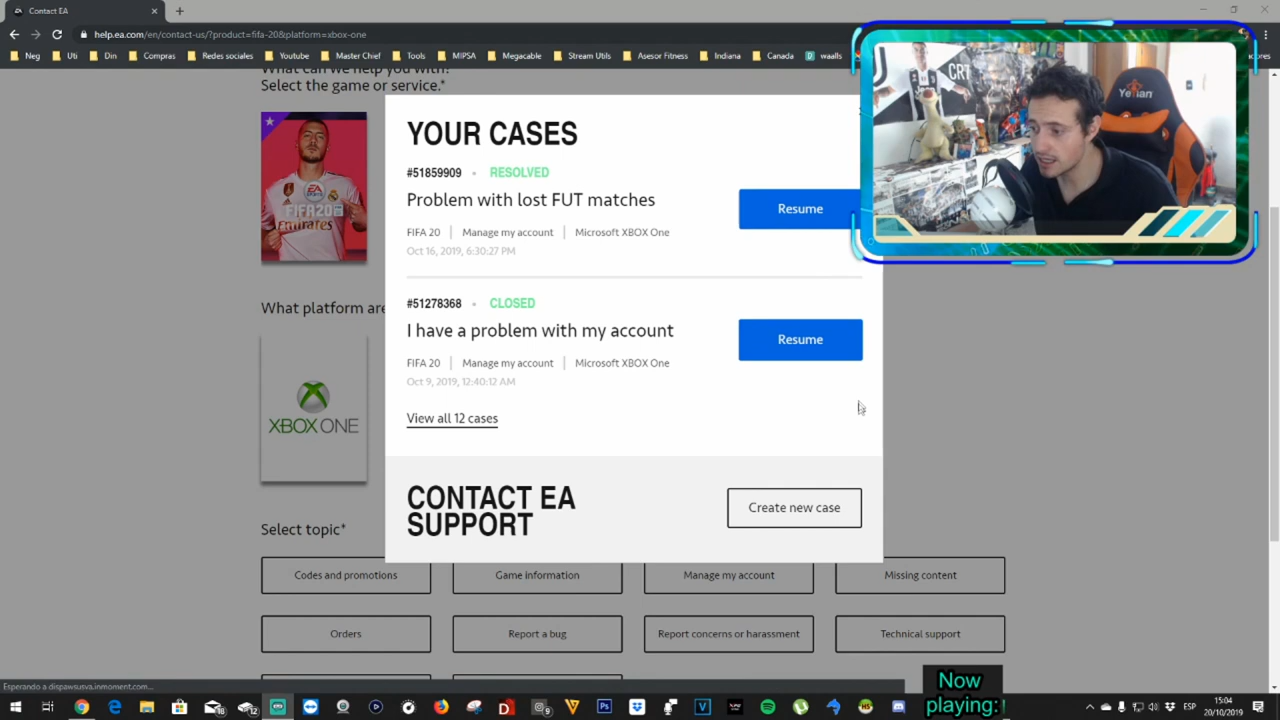 Contact EA
help.ea.com/en/contact-us/?product=fifa-20&platform=xbox-one
Neg Uti Din Compras Redes sociales Youtube Master Chief Tools MIPSA Megacable Stream Utils Asesor Fitness Indiana Canada waalls
What can we help you with?
Select the game or service.*
EA
FIFA20
Emirates
What platform are
XBOX ONE
YOUR CASES
#51859909 • RESOLVED
Problem with lost FUT matches
FIFA 20 | Manage my account | Microsoft XBOX One
Oct 16, 2019, 6:30:27 PM
Resume
#51278368 • CLOSED
I have a problem with my account
FIFA 20 | Manage my account | Microsoft XBOX One
Oct 9, 2019, 12:40:12 AM
Resume
View all 12 cases
CONTACT EA
SUPPORT
Create new case
Select topic*
Codes and promotions
Game information
Manage my account
Missing content
Orders
Report a bug
Report concerns or harassment
Technical support
Esperando a dispawsusva.inmoment.com...
Now
playing:
ESP
15:04
20/10/2019